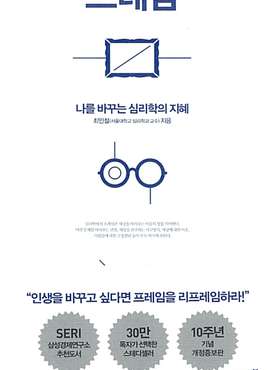 프레임
나를 바꾸는 심리학의 지혜
최인철(서울대학교 심리학과 교수) 지음
“인생을 바꾸고 싶다면 프레임을 리프레임하라!”
SERI
삼성경제연구소
추천도서
30만
독자가 선택한
스테디셀러
10주년
기념
개정증보판